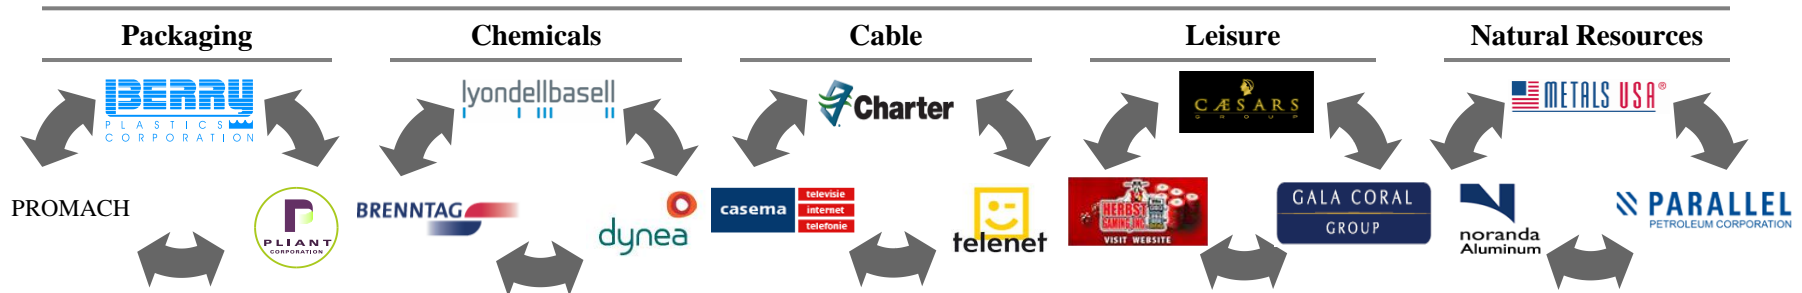 Packaging
Chemicals
Cable
Leisure
Natural Resources
BERRY
PLASTICS
CORPORATION
lyondellbasell
Charter
CÆSARS
GROUP
METALS USA®
PROMACH
PLIANT
CORPORATION
BRENNTAG
dynea
casema
televisie
internet
telefonie
telenet
HERBST
GAMING, INC.
VISIT WEBSITE
GALA CORAL
GROUP
noranda
Aluminum
PARALLEL
PETROLEUM CORPORATION